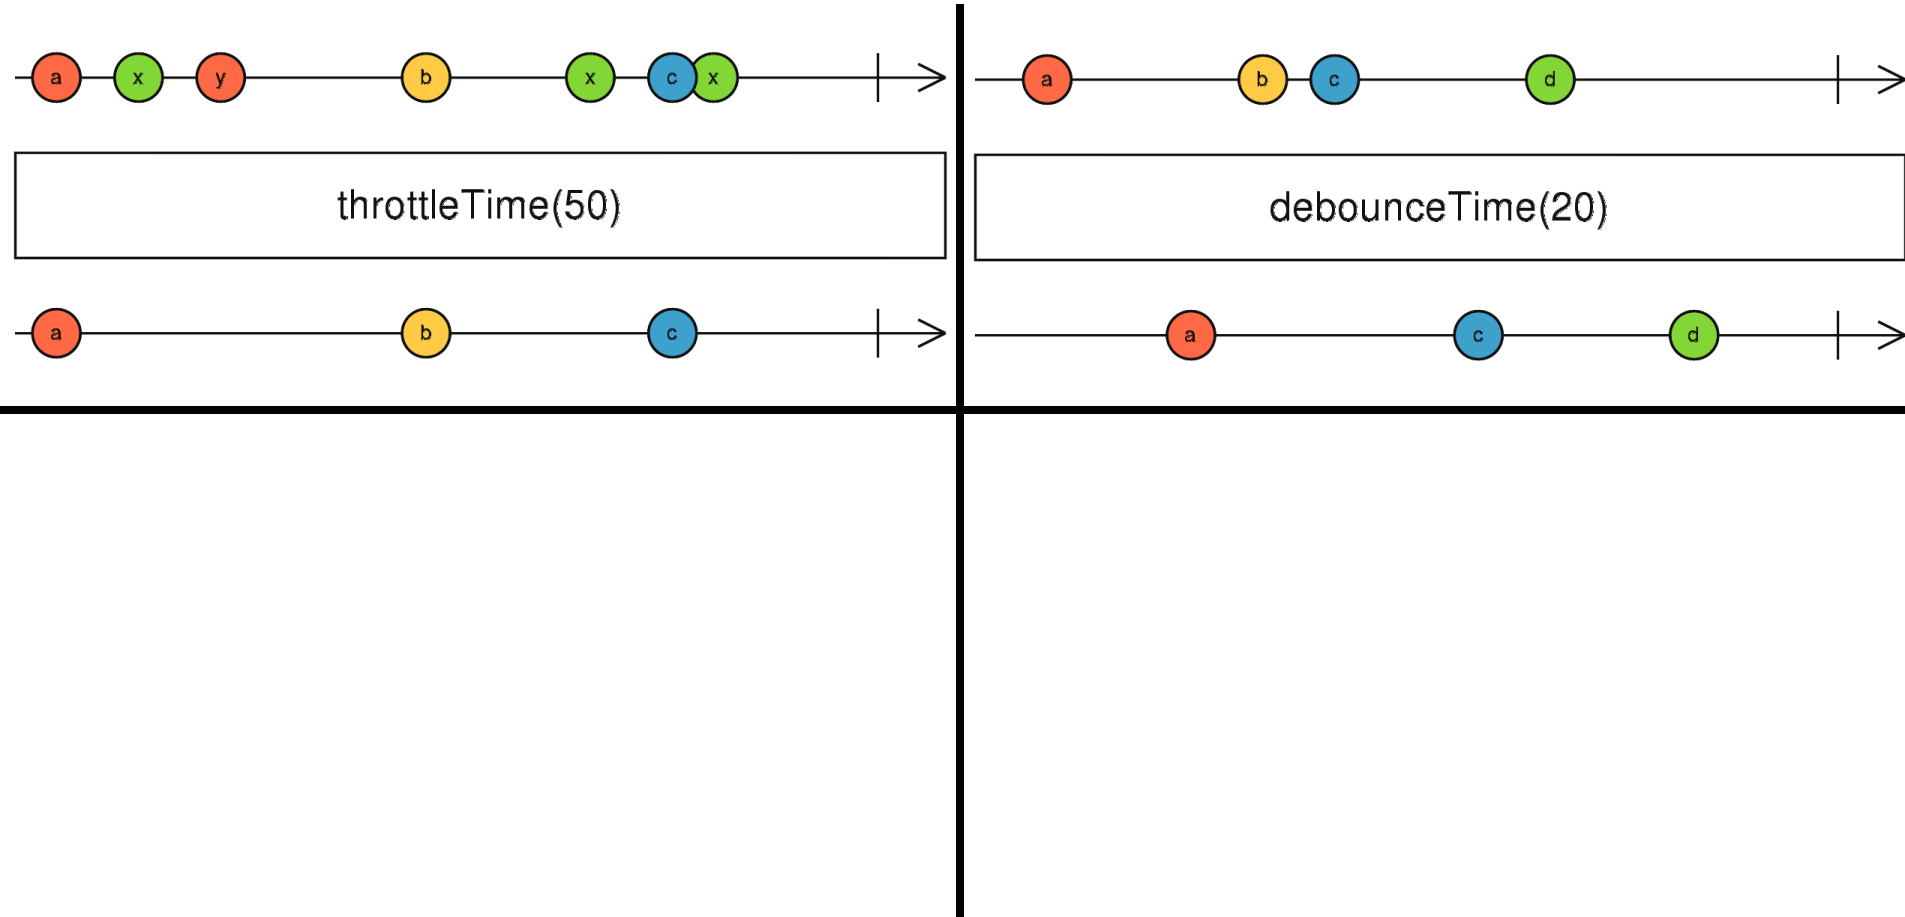 a x y b x c x
throttleTime(50)
a b c
a b c d
debounceTime(20)
a c d